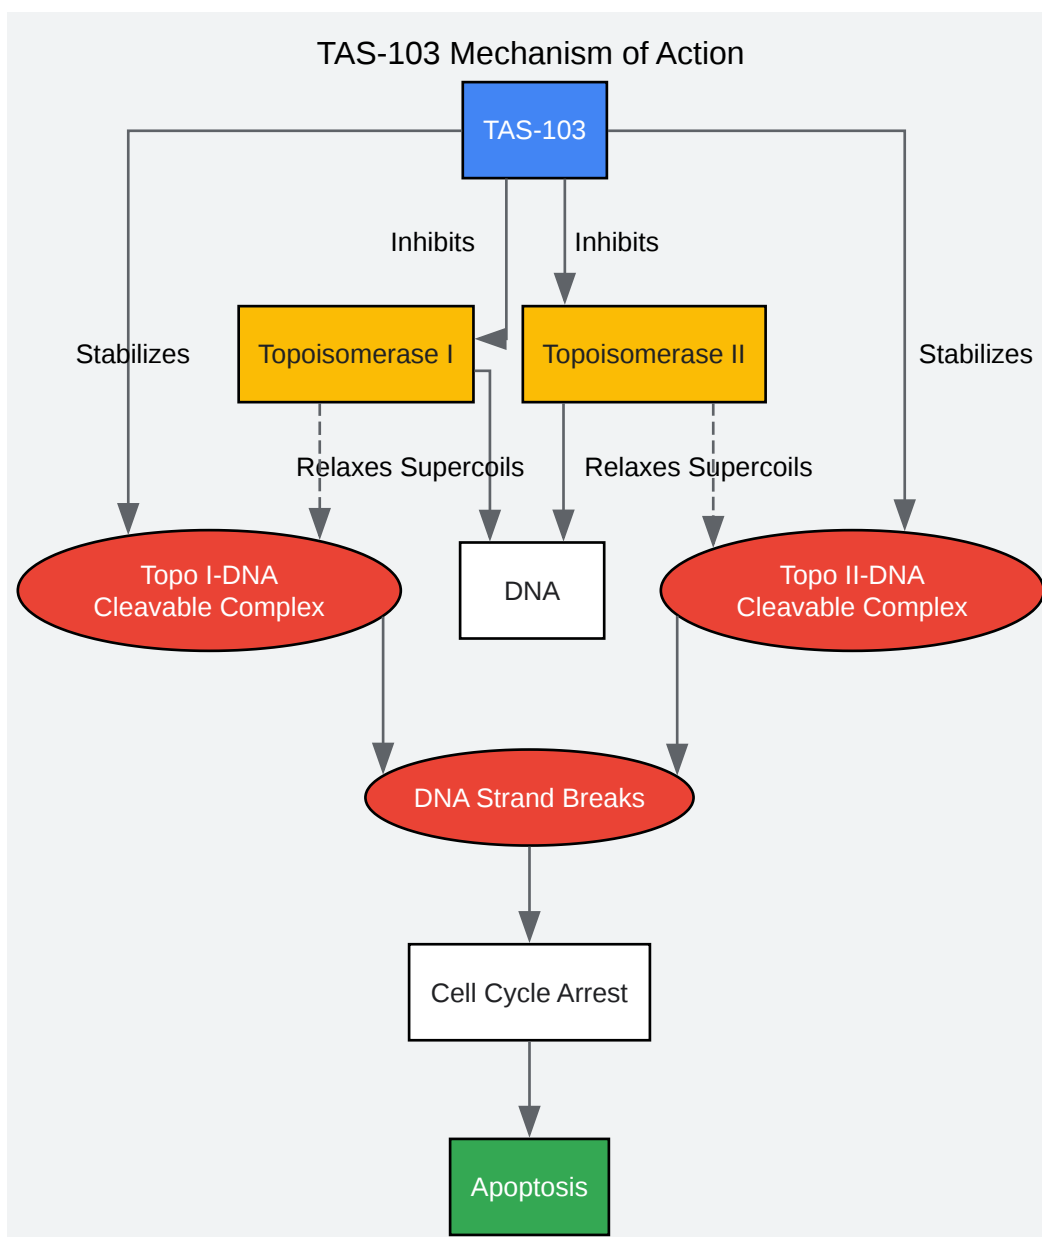 TAS-103 Mechanism of Action
TAS-103
Inhibits
Inhibits
Stabilizes
Topoisomerase I
Topoisomerase II
Stabilizes
Relaxes Supercoils
Relaxes Supercoils
Topo I-DNA
Cleavable Complex
DNA
Topo II-DNA
Cleavable Complex
DNA Strand Breaks
Cell Cycle Arrest
Apoptosis